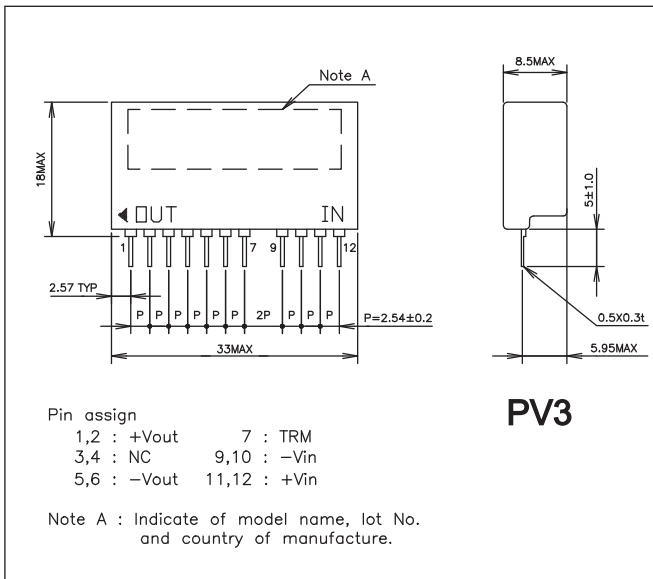 Note A
8.5MAX
18MAX
5±1.0
◀ OUT IN
1 7 9 12
2.57 TYP
P P P P P P 2P P P P P=2.54±0.2
0.5X0.3t
33MAX
5.95MAX
PV3
Pin assign
1,2 : +Vout 7 : TRM
3,4 : NC 9,10 : −Vin
5,6 : −Vout 11,12 : +Vin
Note A : Indicate of model name, lot No.
and country of manufacture.